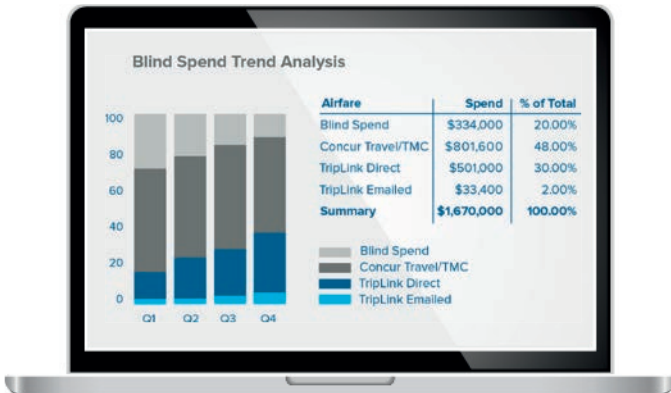 Blind Spend Trend Analysis
100
80
60
40
20
0
Q1 Q2 Q3 Q4
Airfare Spend % of Total
Blind Spend $334,000 20.00%
Concur Travel/TMC $801,600 48.00%
TripLink Direct $501,000 30.00%
TripLink Emailed $33,400 2.00%
Summary $1,670,000 100.00%
Blind Spend
Concur Travel/TMC
TripLink Direct
TripLink Emailed